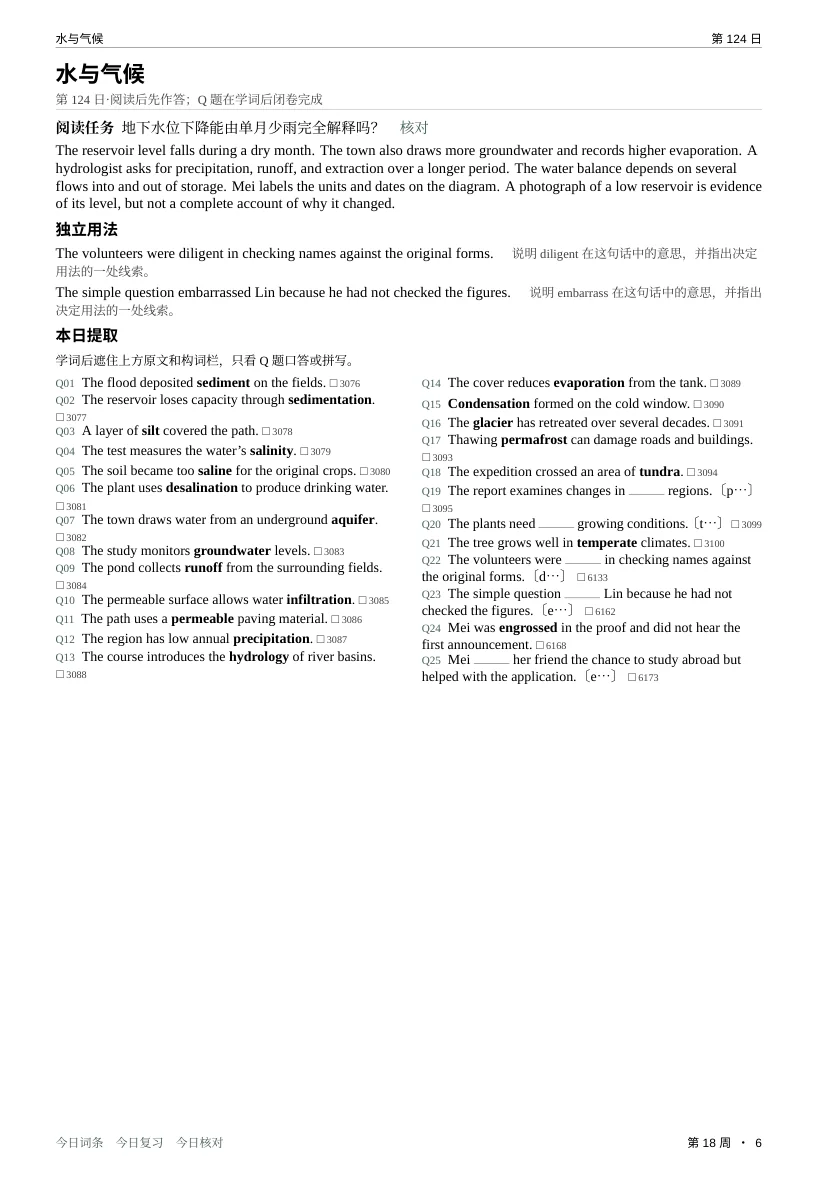 水与气候
第 124 日
水与气候
第 124 日·阅读后先作答；Q 题在学词后闭卷完成
阅读任务 地下水位下降能由单月少雨完全解释吗？ 核对
The reservoir level falls during a dry month. The town also draws more groundwater and records higher evaporation. A
hydrologist asks for precipitation, runoff, and extraction over a longer period. The water balance depends on several
flows into and out of storage. Mei labels the units and dates on the diagram. A photograph of a low reservoir is evidence
of its level, but not a complete account of why it changed.
独立用法
The volunteers were diligent in checking names against the original forms. 说明 diligent 在这句话中的意思，并指出决定
用法的一处线索。
The simple question embarrassed Lin because he had not checked the figures. 说明 embarrass 在这句话中的意思，并指出
决定用法的一处线索。
本日提取
学词后遮住上方原文和构词栏，只看 Q 题口答或拼写。
Q01 The flood deposited sediment on the fields. □ 3076
Q02 The reservoir loses capacity through sedimentation.
□ 3077
Q03 A layer of silt covered the path. □ 3078
Q04 The test measures the water’s salinity. □ 3079
Q05 The soil became too saline for the original crops. □ 3080
Q06 The plant uses desalination to produce drinking water.
□ 3081
Q07 The town draws water from an underground aquifer.
□ 3082
Q08 The study monitors groundwater levels. □ 3083
Q09 The pond collects runoff from the surrounding fields.
□ 3084
Q10 The permeable surface allows water infiltration. □ 3085
Q11 The path uses a permeable paving material. □ 3086
Q12 The region has low annual precipitation. □ 3087
Q13 The course introduces the hydrology of river basins.
□ 3088
Q14 The cover reduces evaporation from the tank. □ 3089
Q15 Condensation formed on the cold window. □ 3090
Q16 The glacier has retreated over several decades. □ 3091
Q17 Thawing permafrost can damage roads and buildings.
□ 3093
Q18 The expedition crossed an area of tundra. □ 3094
Q19 The report examines changes in _____ regions.〔p···〕
□ 3095
Q20 The plants need _____ growing conditions.〔t···〕 □ 3099
Q21 The tree grows well in temperate climates. □ 3100
Q22 The volunteers were _____ in checking names against
the original forms.〔d···〕 □ 6133
Q23 The simple question _____ Lin because he had not
checked the figures.〔e···〕 □ 6162
Q24 Mei was engrossed in the proof and did not hear the
first announcement. □ 6168
Q25 Mei _____ her friend the chance to study abroad but
helped with the application.〔e···〕 □ 6173
今日词条 今日复习 今日核对
第 18 周 · 6